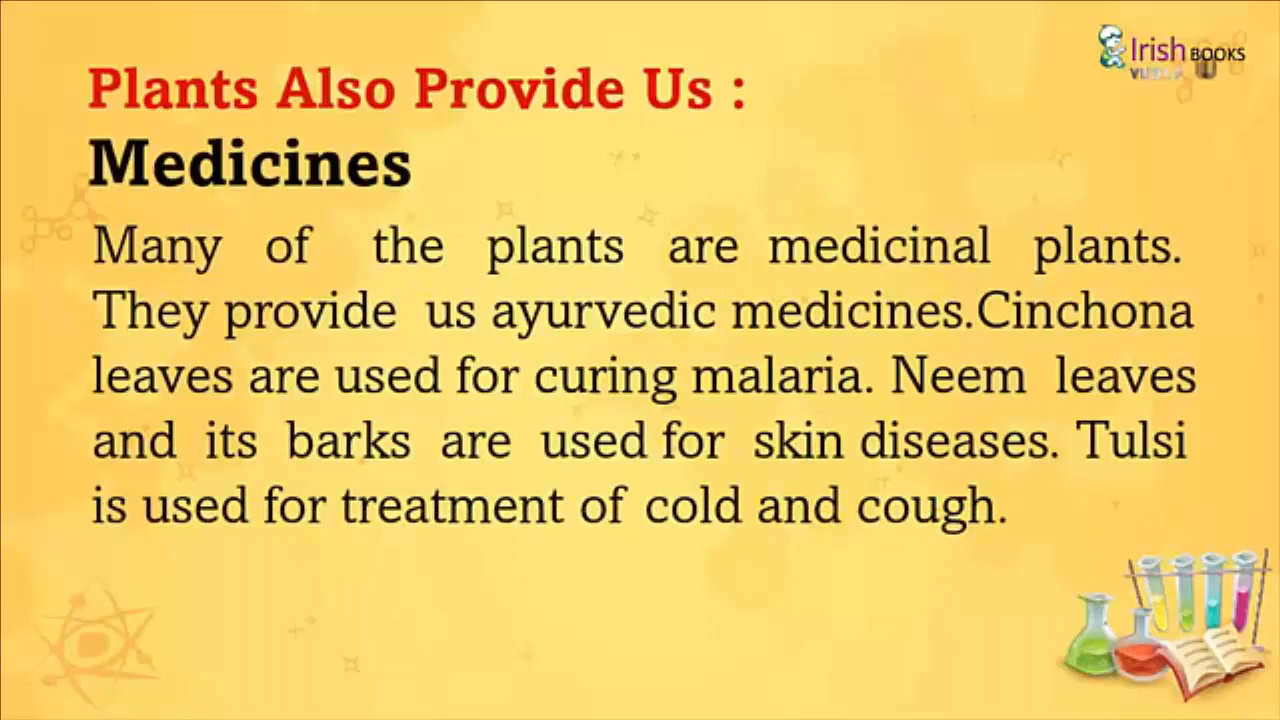 Irish BOOKS
Plants Also Provide Us :
Medicines
Many of the plants are medicinal plants.
They provide us ayurvedic medicines.Cinchona
leaves are used for curing malaria. Neem leaves
and its barks are used for skin diseases. Tulsi
is used for treatment of cold and cough.